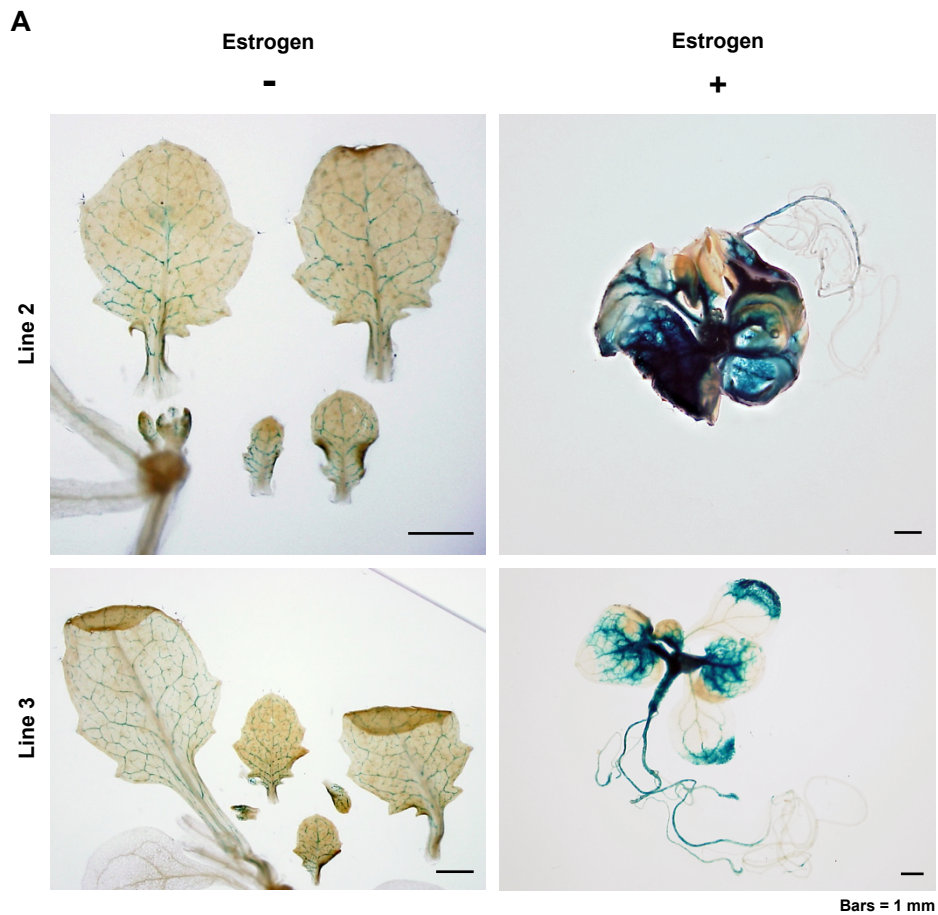 A
Estrogen
Estrogen
-
+
Line 2
Line 3
Bars = 1 mm